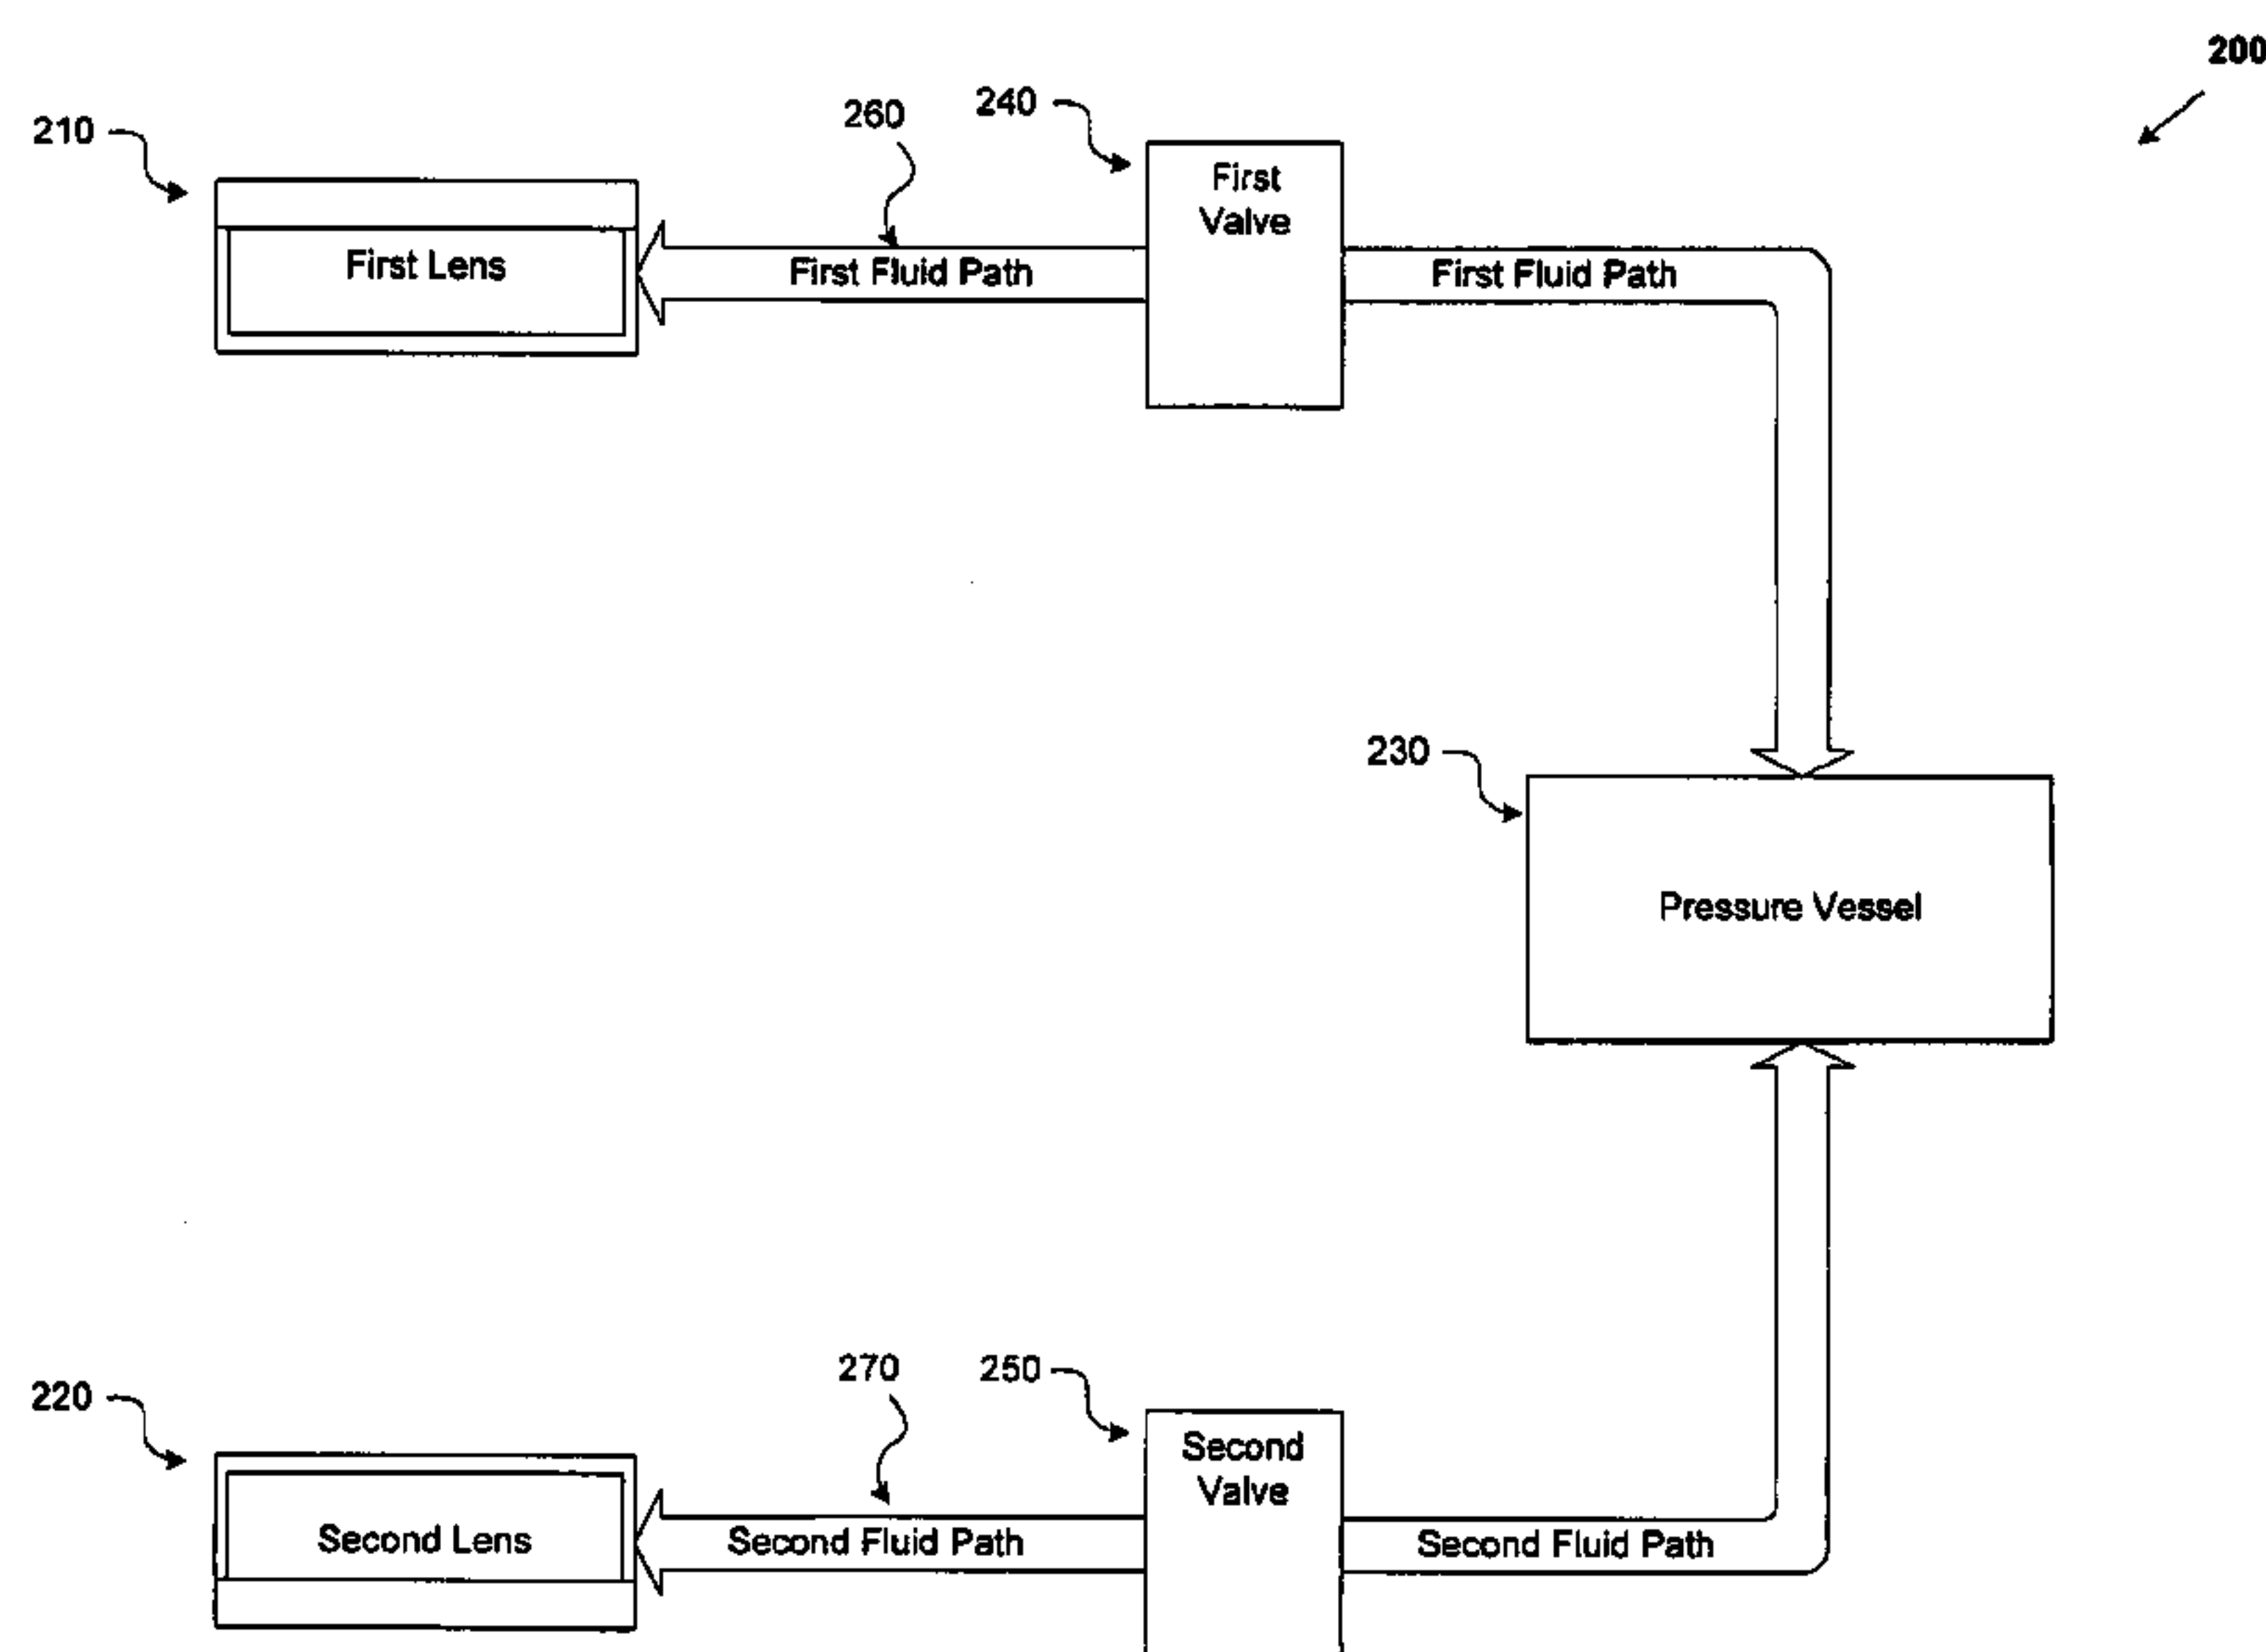 200
210
260
240
First
Valve
First Lens
First Fluid Path
First Fluid Path
230
Pressure Vessel
220
270
250
Second
Valve
Second Lens
Second Fluid Path
Second Fluid Path